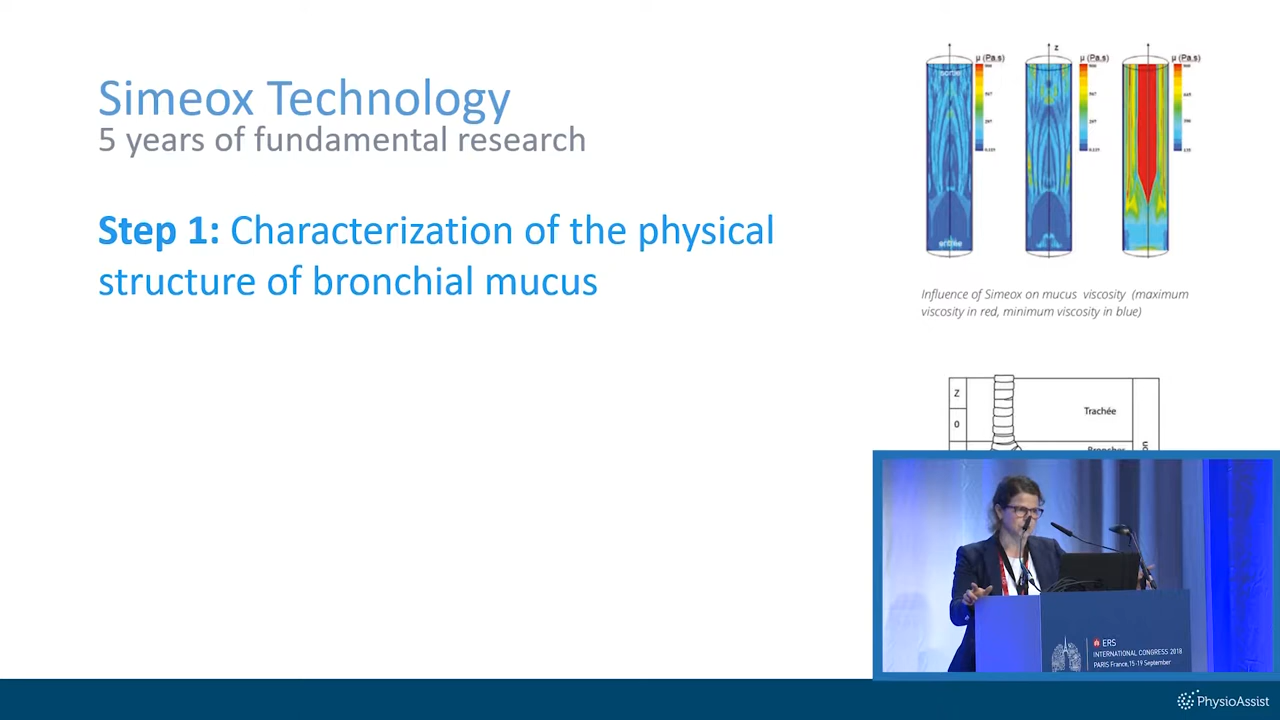 Simeox Technology
5 years of fundamental research
Step 1: Characterization of the physical
structure of bronchial mucus
z
μ (Pa.s)
μ (Pa.s)
μ (Pa.s)
sortie
entrée
Influence of Simeox on mucus viscosity (maximum
viscosity in red, minimum viscosity in blue)
Z
0
Trachée
ERS
INTERNATIONAL CONGRESS 2018
PARIS France, 15-19 September
PhysioAssist